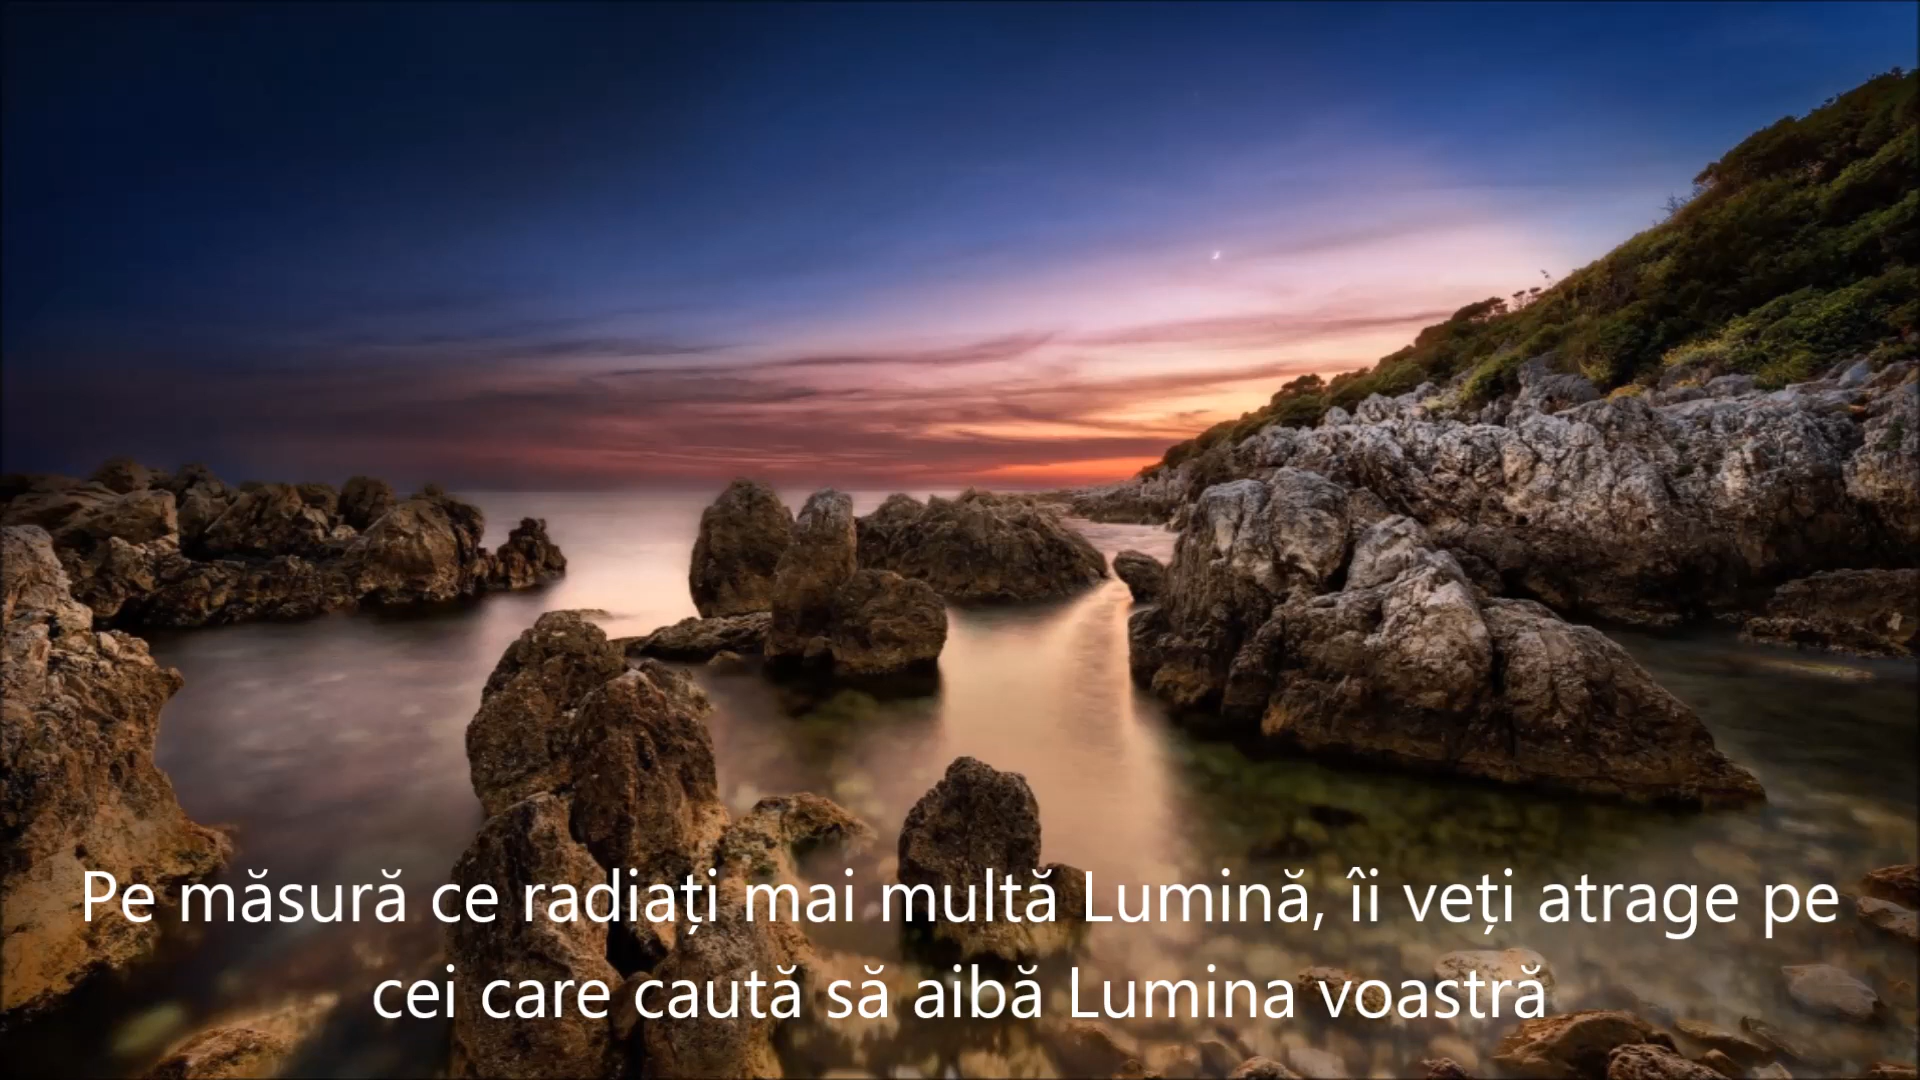 Pe măsură ce radiați mai multă Lumină, îi veți atrage pe
cei care caută să aibă Lumina voastră